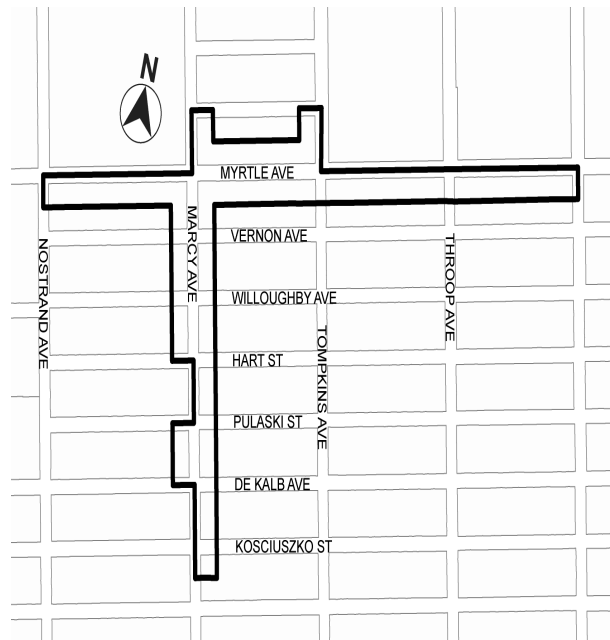 N
MYRTLE AVE
MARCY AVE
VERNON AVE
NOSTRAND AVE
THROOP AVE
WILLOUGHBY AVE
TOMPKINS AVE
HART ST
PULASKI ST
DE KALB AVE
KOSCIUSZKO ST